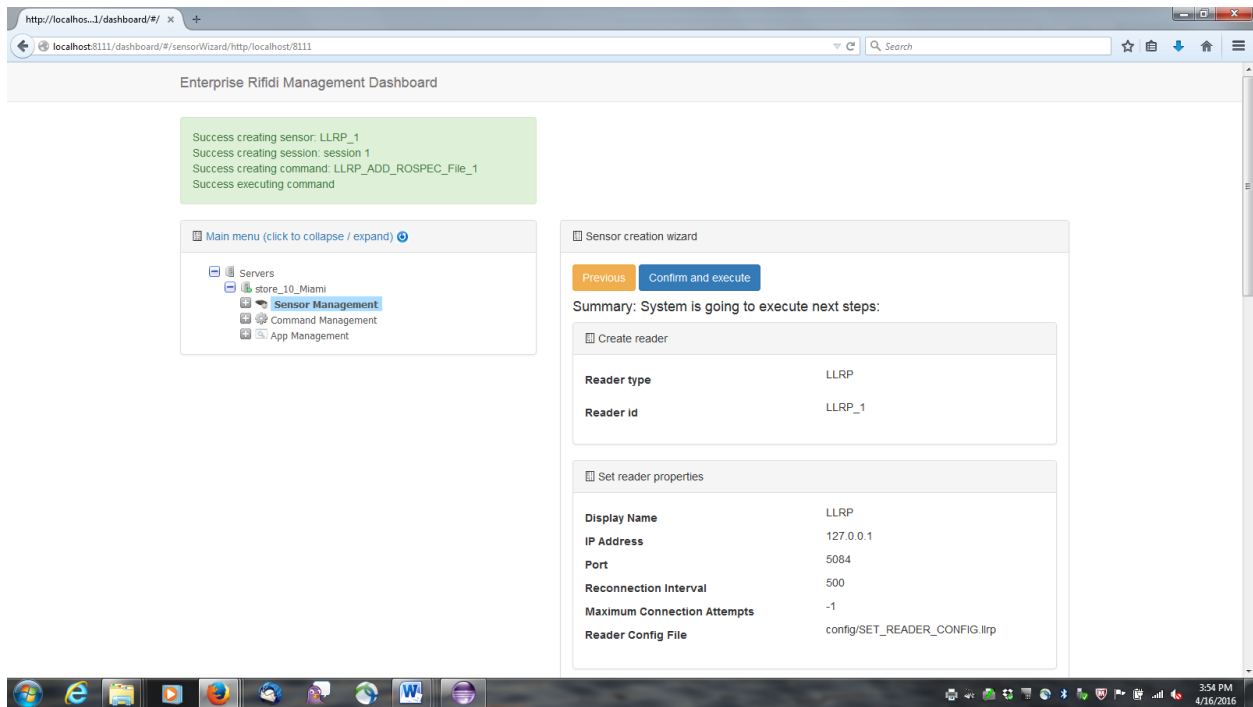 http://localhos...1/dashboard/#/
localhost:8111/dashboard/#/sensorWizard/http/localhost/8111
Search
Enterprise Rifidi Management Dashboard
Success creating sensor: LLRP_1
Success creating session: session 1
Success creating command: LLRP_ADD_ROSPEC_File_1
Success executing command
Main menu (click to collapse / expand)
Servers
store_10_Miami
Sensor Management
Command Management
App Management
Sensor creation wizard
Previous
Confirm and execute
Summary: System is going to execute next steps:
Create reader
Reader type LLRP
Reader id LLRP_1
Set reader properties
Display Name LLRP
IP Address 127.0.0.1
Port 5084
Reconnection Interval 500
Maximum Connection Attempts -1
Reader Config File config/SET_READER_CONFIG.llrp
3:54 PM
4/16/2016